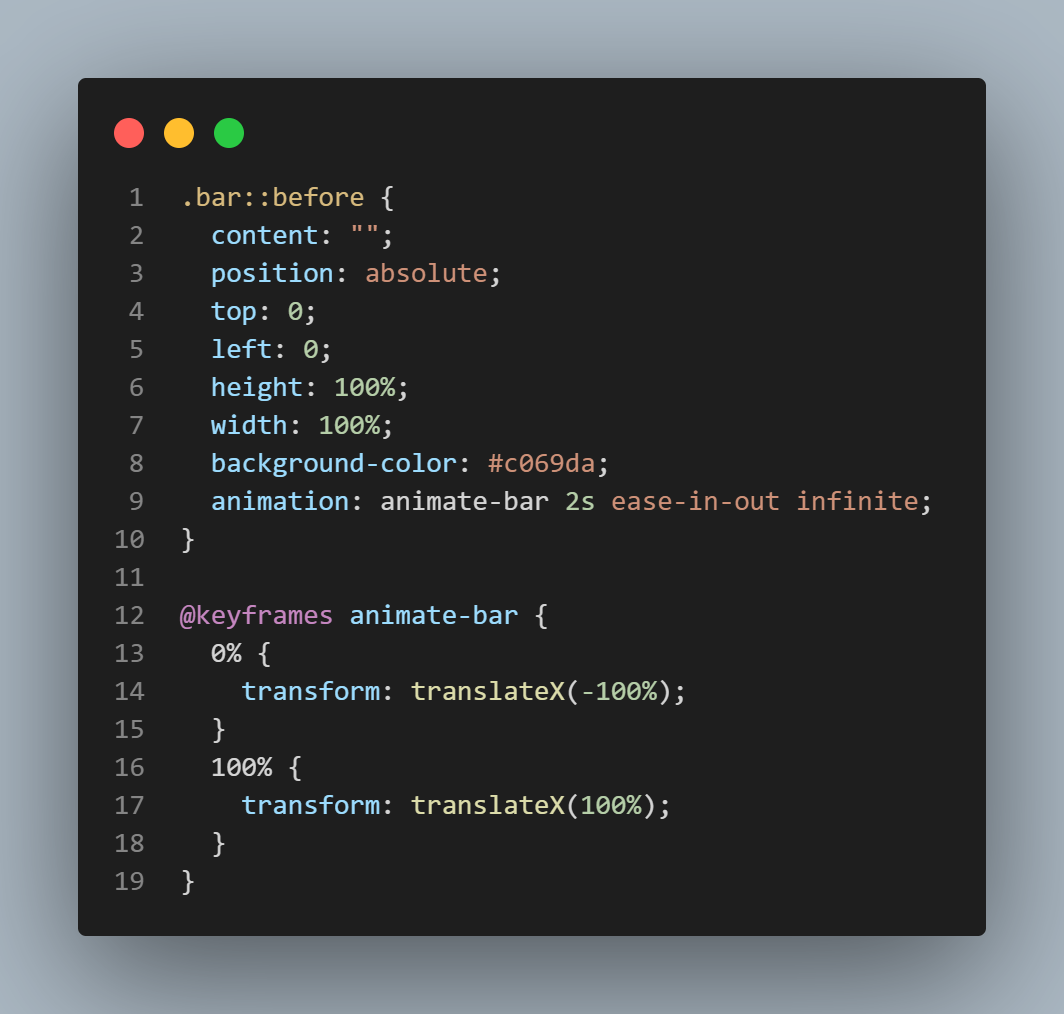 1 .bar::before {
2   content: "";
3   position: absolute;
4   top: 0;
5   left: 0;
6   height: 100%;
7   width: 100%;
8   background-color: #c069da;
9   animation: animate-bar 2s ease-in-out infinite;
10 }
11
12 @keyframes animate-bar {
13   0% {
14     transform: translateX(-100%);
15   }
16   100% {
17     transform: translateX(100%);
18   }
19 }